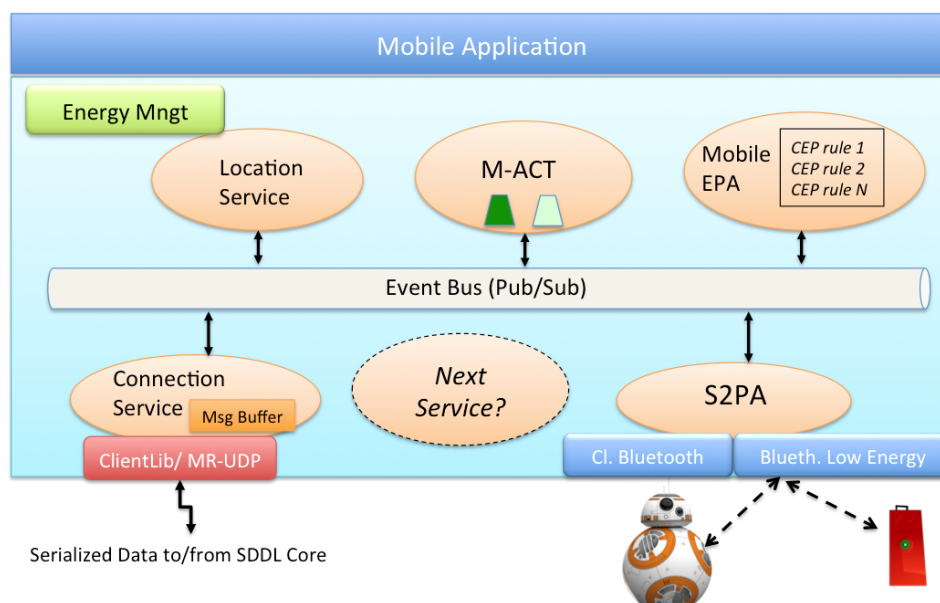 Mobile Application
Energy Mngt
Location
Service
M-ACT
Mobile
EPA
CEP rule 1
CEP rule 2
CEP rule N
Event Bus (Pub/Sub)
Connection
Service
Msg Buffer
Next
Service?
S2PA
ClientLib/ MR-UDP
Cl. Bluetooth
Blueth. Low Energy
Serialized Data to/from SDDL Core